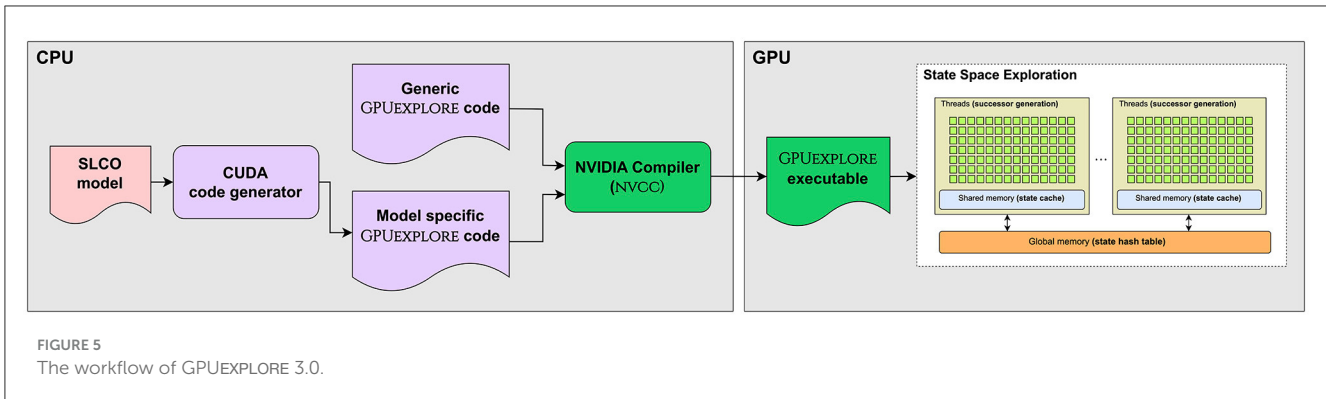 CPU
SLCO
model
CUDA
code generator
Generic
GPUEXPLORE code
Model specific
GPUEXPLORE code
NVIDIA Compiler
(NVCC)
GPU
GPUEXPLORE
executable
State Space Exploration
Threads (successor generation)
Shared memory (state cache)
...
Threads (successor generation)
Shared memory (state cache)
Global memory (state hash table)
FIGURE 5
The workflow of GPUEXPLORE 3.0.